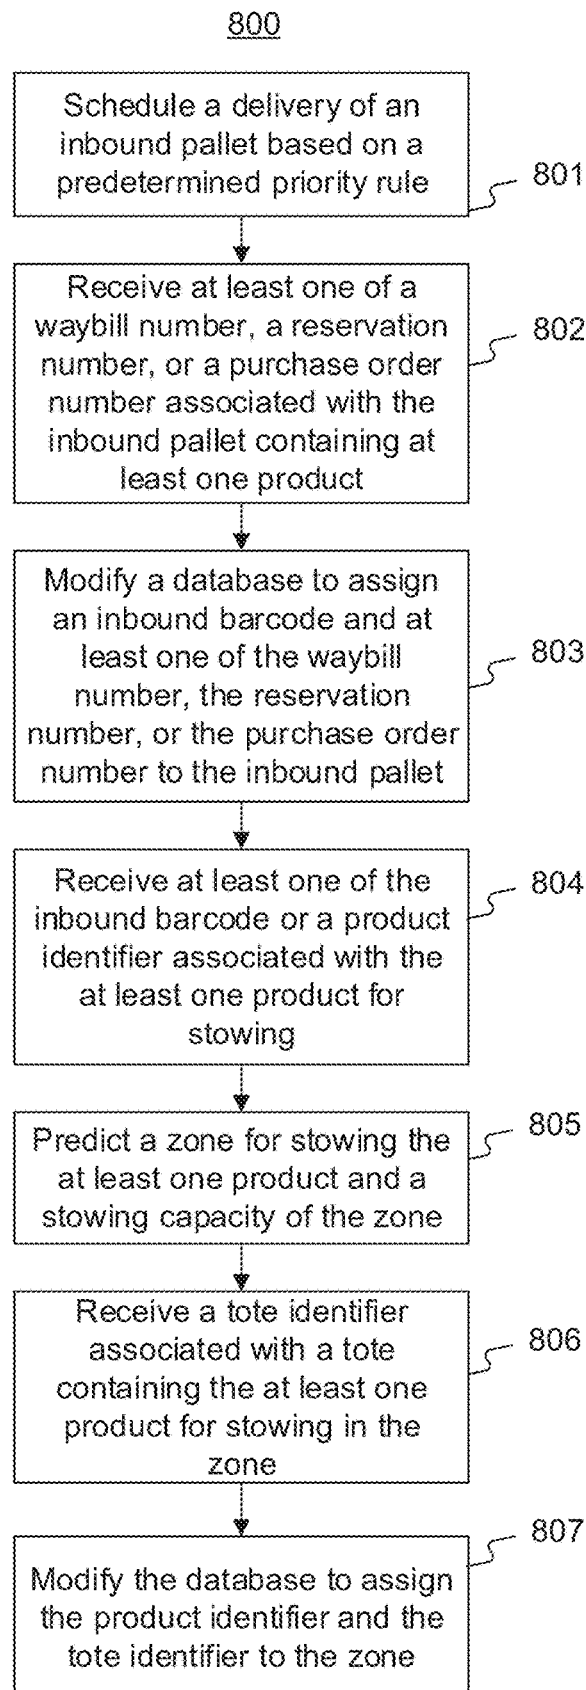 800
Schedule a delivery of an
inbound pallet based on a
predetermined priority rule
801
Receive at least one of a
waybill number, a reservation
number, or a purchase order
number associated with the
inbound pallet containing at
least one product
802
Modify a database to assign
an inbound barcode and at
least one of the waybill
number, the reservation
number, or the purchase order
number to the inbound pallet
803
Receive at least one of the
inbound barcode or a product
identifier associated with the
at least one product for
stowing
804
Predict a zone for stowing the
at least one product and a
stowing capacity of the zone
805
Receive a tote identifier
associated with a tote
containing the at least one
product for stowing in the
zone
806
Modify the database to assign
the product identifier and the
tote identifier to the zone
807